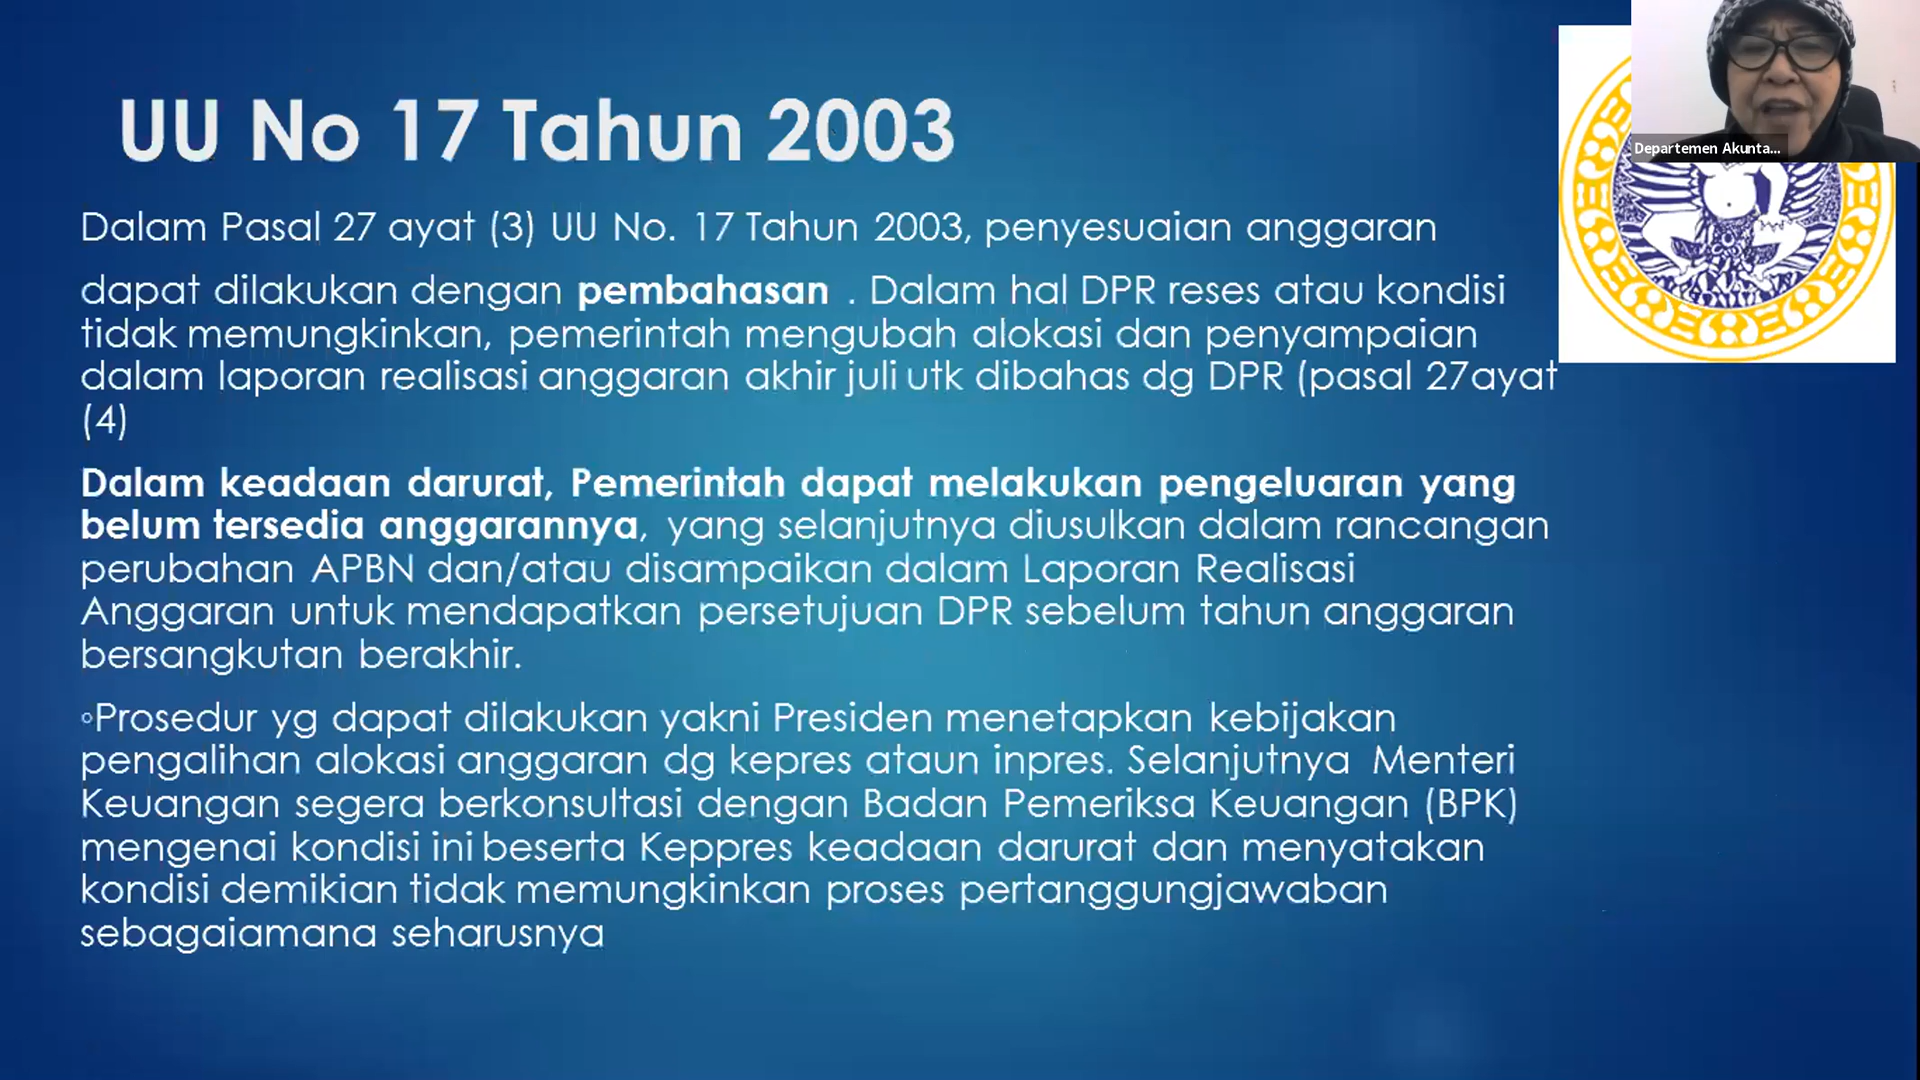 UU No 17 Tahun 2003
Departemen Akunta...
Dalam Pasal 27 ayat (3) UU No. 17 Tahun 2003, penyesuaian anggaran
dapat dilakukan dengan pembahasan . Dalam hal DPR reses atau kondisi
tidak memungkinkan, pemerintah mengubah alokasi dan penyampaian
dalam laporan realisasi anggaran akhir juli utk dibahas dg DPR (pasal 27ayat
(4)
Dalam keadaan darurat, Pemerintah dapat melakukan pengeluaran yang
belum tersedia anggarannya, yang selanjutnya diusulkan dalam rancangan
perubahan APBN dan/atau disampaikan dalam Laporan Realisasi
Anggaran untuk mendapatkan persetujuan DPR sebelum tahun anggaran
bersangkutan berakhir.
◦Prosedur yg dapat dilakukan yakni Presiden menetapkan kebijakan
pengalihan alokasi anggaran dg kepres ataun inpres. Selanjutnya Menteri
Keuangan segera berkonsultasi dengan Badan Pemeriksa Keuangan (BPK)
mengenai kondisi ini beserta Keppres keadaan darurat dan menyatakan
kondisi demikian tidak memungkinkan proses pertanggungjawaban
sebagaiamana seharusnya